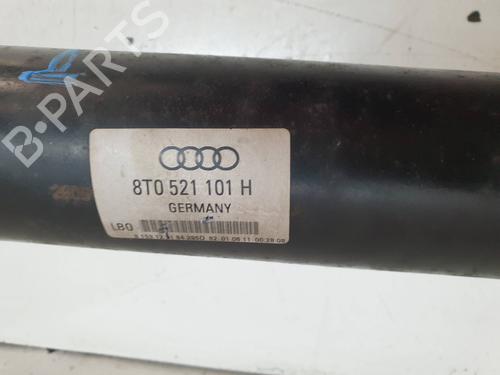 B-PARTS
8T0 521 101 H
GERMANY
LBO